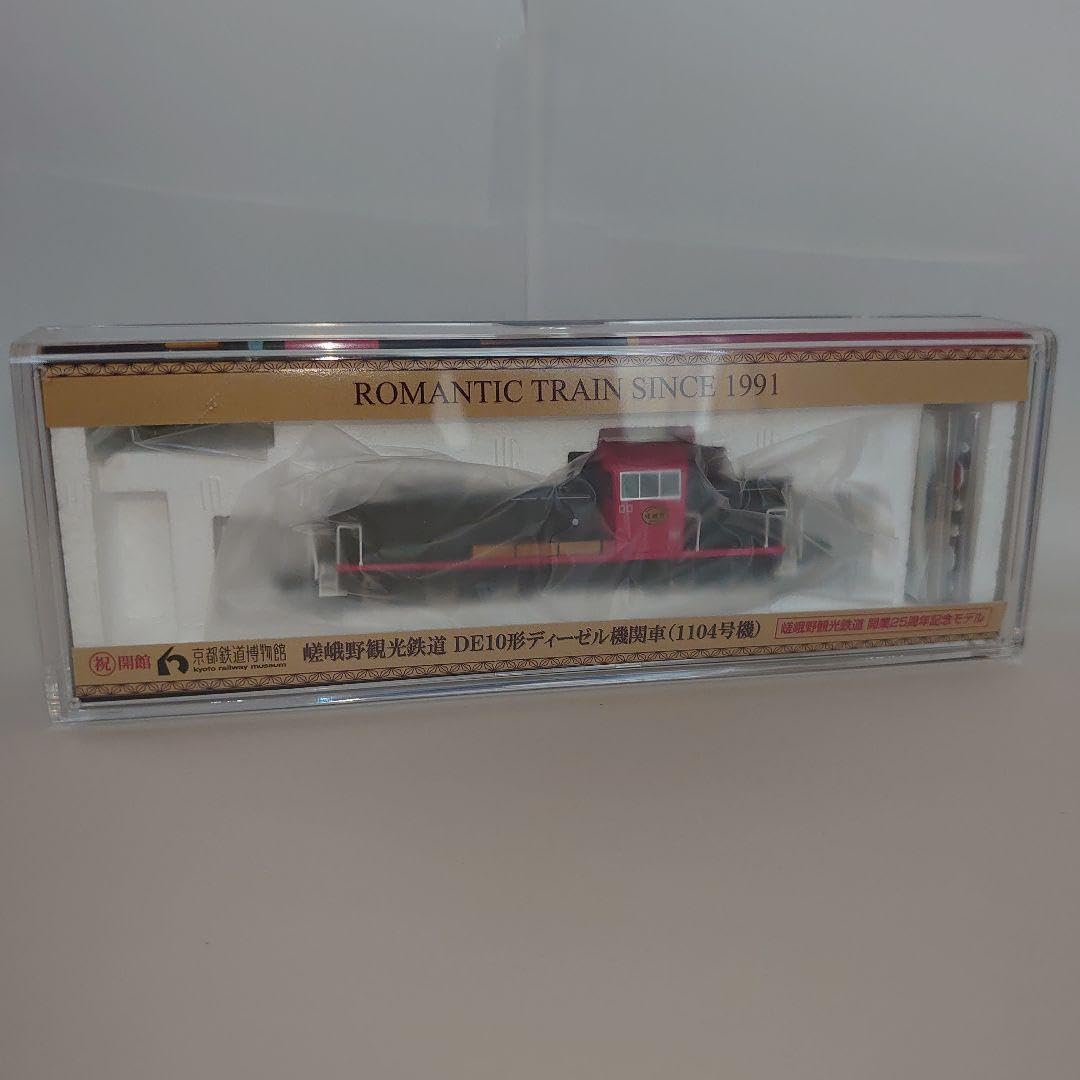 ROMANTIC TRAIN SINCE 1991
祝 開館 京都鉄道博物館
kyoto railway museum
嵯峨野観光鉄道 DE10形ディーゼル機関車(1104号機)
嵯峨野観光鉄道 開業25周年記念モデル